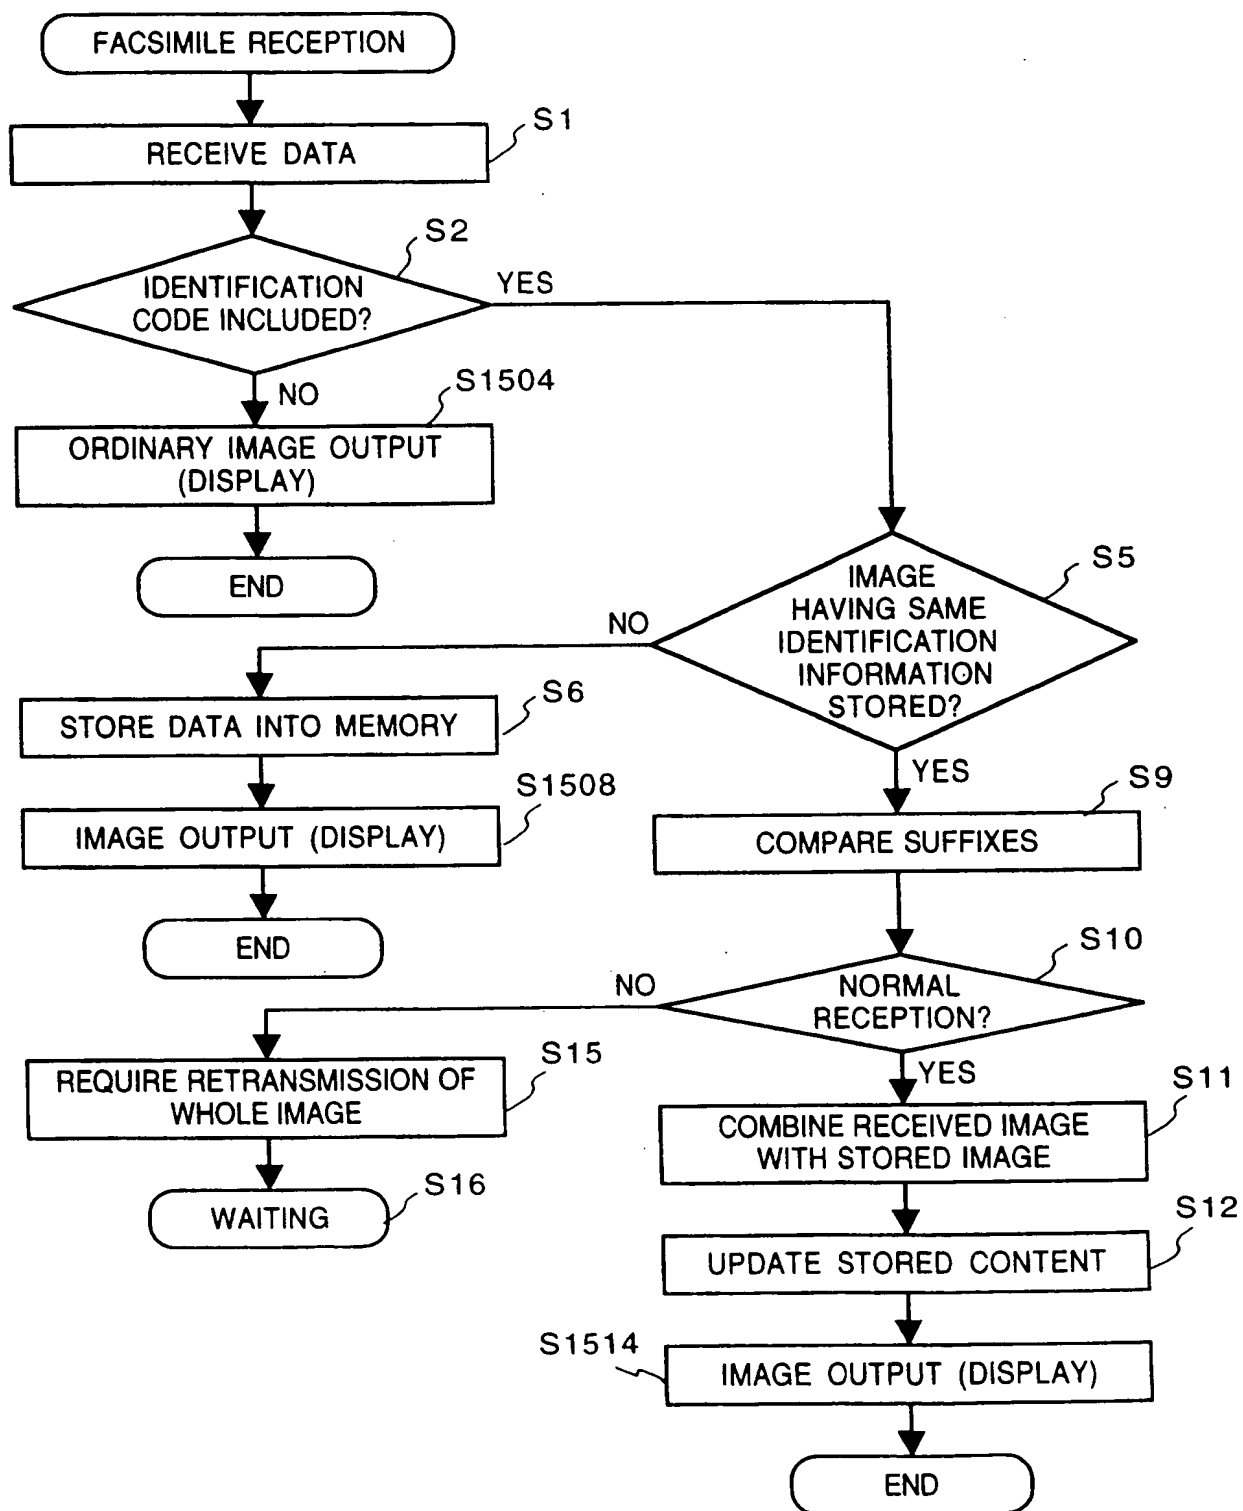 FACSIMILE RECEPTION
S1
RECEIVE DATA
S2
IDENTIFICATION
CODE INCLUDED?
YES
NO
S1504
ORDINARY IMAGE OUTPUT
(DISPLAY)
END
S5
IMAGE
HAVING SAME
IDENTIFICATION
INFORMATION
STORED?
NO
S6
STORE DATA INTO MEMORY
S1508
IMAGE OUTPUT (DISPLAY)
END
YES
S9
COMPARE SUFFIXES
S10
NORMAL
RECEPTION?
NO
S15
REQUIRE RETRANSMISSION OF
WHOLE IMAGE
S16
WAITING
YES
S11
COMBINE RECEIVED IMAGE
WITH STORED IMAGE
S12
UPDATE STORED CONTENT
S1514
IMAGE OUTPUT (DISPLAY)
END